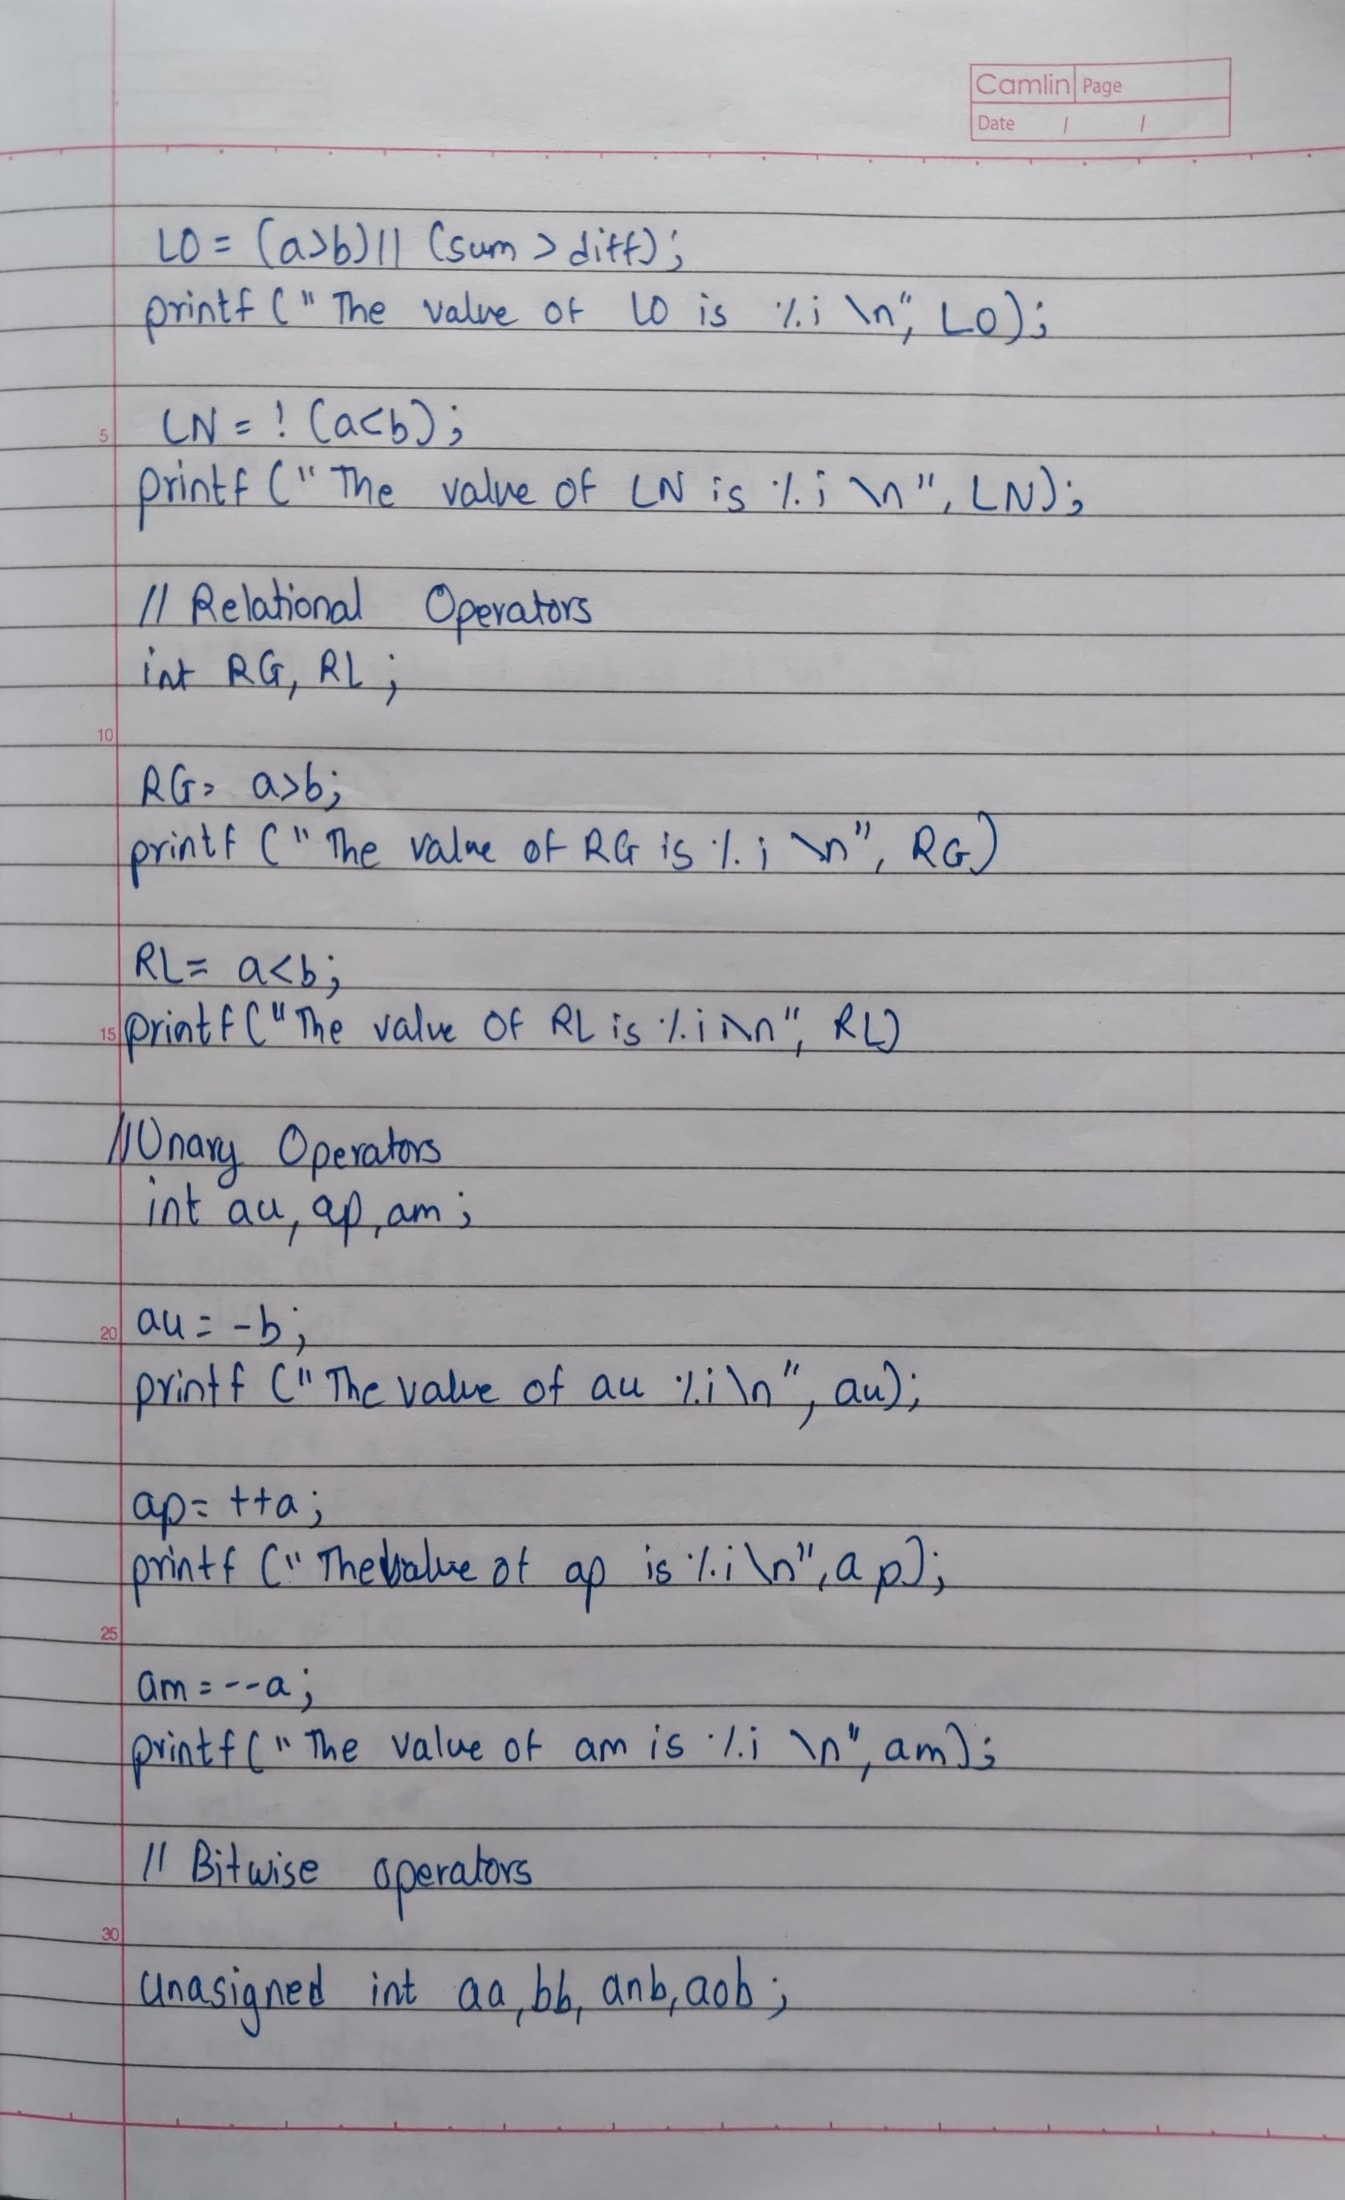 Camlin Page
Date / /
LO = (a>b)|| (sum > diff);
printf (" The value of LO is %i \n", LO);
5 LN = ! (a<b);
printf (" The value of LN is %i \n", LN);
// Relational Operators
int RG, RL ;
10
RG= a>b;
printf (" The value of RG is %i \n", RG)
RL= a<b;
15 printf ("The value of RL is %i \n", RL)
//Unary Operators
int au, ap, am ;
20 au = -b;
printf (" The value of au %i \n", au);
ap= ++a;
printf (" The value of ap is %i \n", ap);
25
am = --a;
printf (" The value of am is %i \n", am);
// Bitwise operators
30
unasigned int aa, bb, anb, aob ;